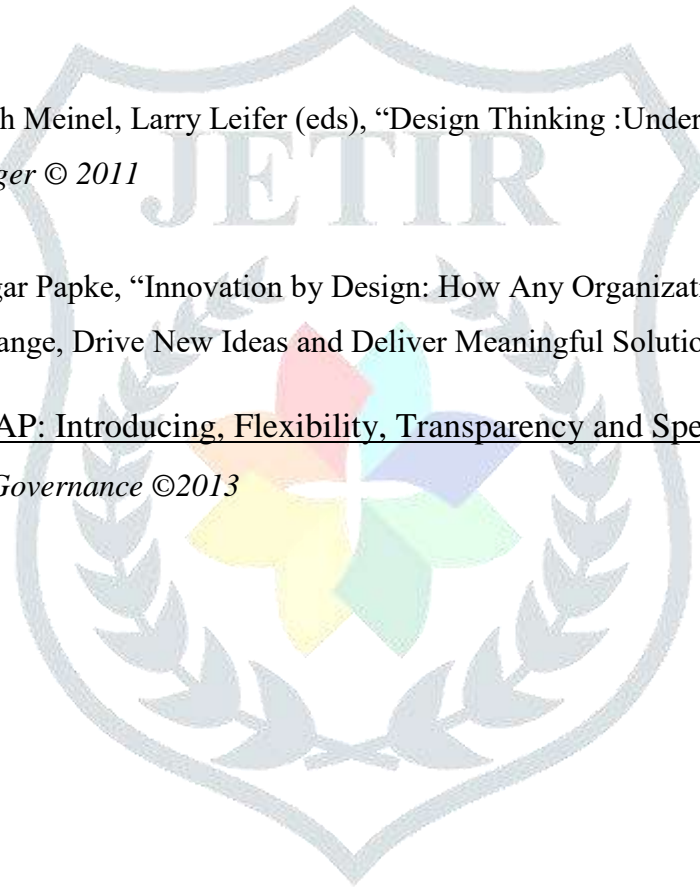 h Meinel, Larry Leifer (eds), “Design Thinking :Under
ger © 2011
JETIR
gar Papke, “Innovation by Design: How Any Organizati
ange, Drive New Ideas and Deliver Meaningful Solutio
AP: Introducing, Flexibility, Transparency and Spe
Governance ©2013